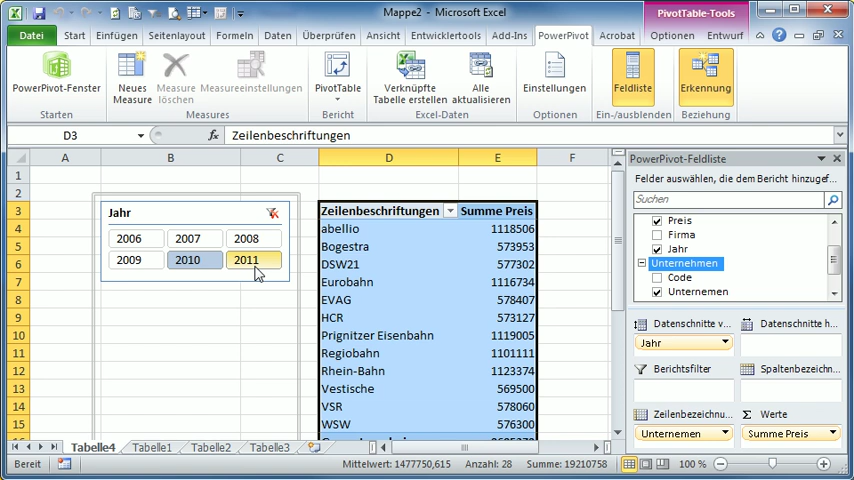 Mappe2 - Microsoft Excel
PivotTable-Tools
Datei Start Einfügen Seitenlayout Formeln Daten Überprüfen Ansicht Entwicklertools Add-Ins PowerPivot Acrobat Optionen Entwurf
PowerPivot-Fenster
Neues Measure
Measure löschen
Measureeinstellungen
PivotTable
Verknüpfte Tabelle erstellen
Alle aktualisieren
Einstellungen
Feldliste
Erkennung
Starten Measures Bericht Excel-Daten Optionen Ein-/ausblenden Beziehung
D3 fx Zeilenbeschriftungen
A B C D E F
1
2
3 Zeilenbeschriftungen Summe Preis
4 abellio 1118506
5 Bogestra 573953
6 DSW21 577302
7 Eurobahn 1116734
8 EVAG 578407
9 HCR 573127
10 Prignitzer Eisenbahn 1119005
11 Regiobahn 1101111
12 Rhein-Bahn 1123374
13 Vestische 569500
14 VSR 578060
15 WSW 576300
Jahr
2006 2007 2008
2009 2010 2011
PowerPivot-Feldliste
Felder auswählen, die dem Bericht hinzugef
Suchen
Preis
Firma
Jahr
Unternehmen
Code
Unternemen
Datenschnitte v...
Datenschnitte h...
Jahr
Berichtsfilter
Spaltenbezeichn...
Zeilenbezeichnu...
Werte
Unternemen
Summe Preis
Tabelle4 Tabelle1 Tabelle2 Tabelle3
Bereit Mittelwert: 1477750,615 Anzahl: 28 Summe: 19210758 100 %